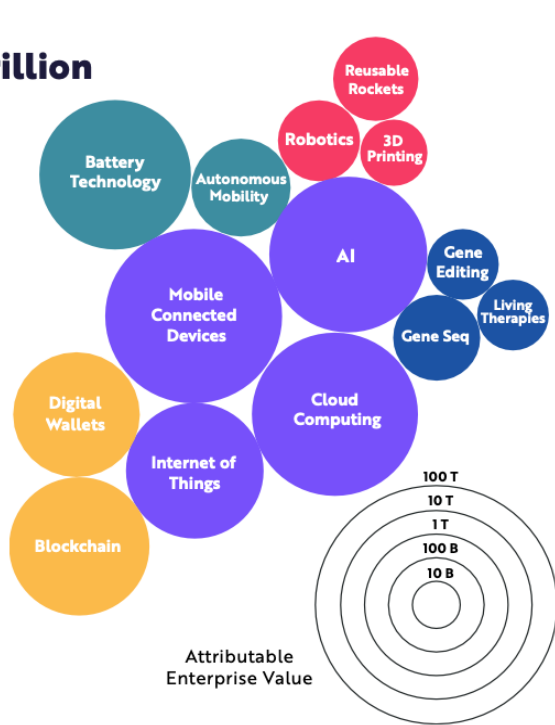 illion
Reusable
Rockets
Robotics
3D
Printing
Battery
Technology
Autonomous
Mobility
AI
Gene
Editing
Living
Therapies
Gene Seq
Mobile
Connected
Devices
Cloud
Computing
Digital
Wallets
Internet of
Things
Blockchain
100 T
10 T
1 T
100 B
10 B
Attributable
Enterprise Value